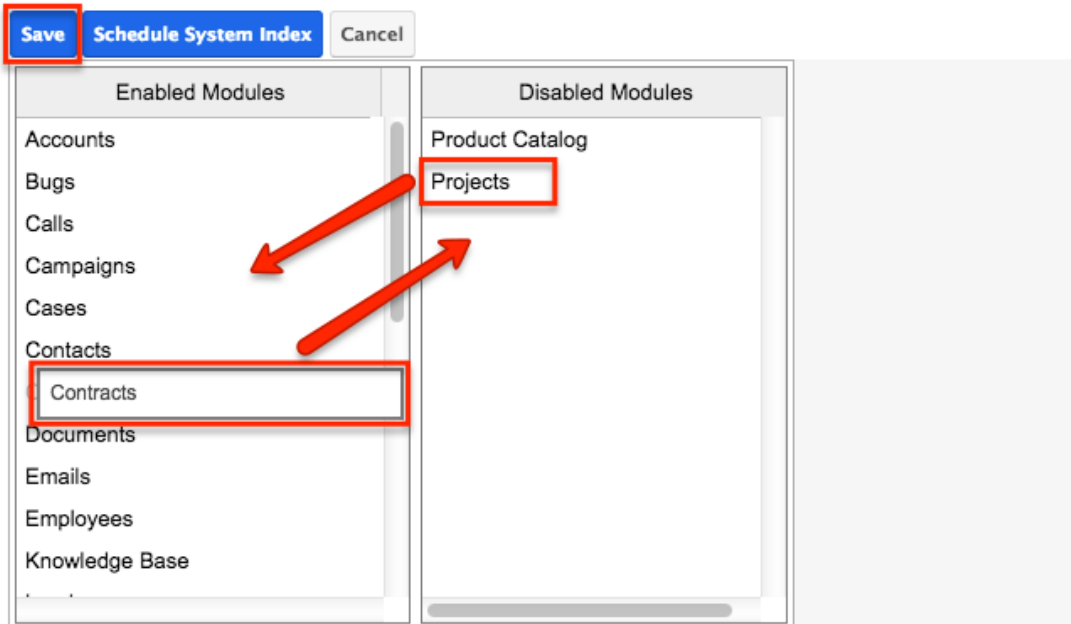 Save Schedule System Index Cancel
Enabled Modules Disabled Modules
Accounts Product Catalog
Bugs Projects
Calls
Campaigns
Cases
Contacts
Contracts
Documents
Emails
Employees
Knowledge Base